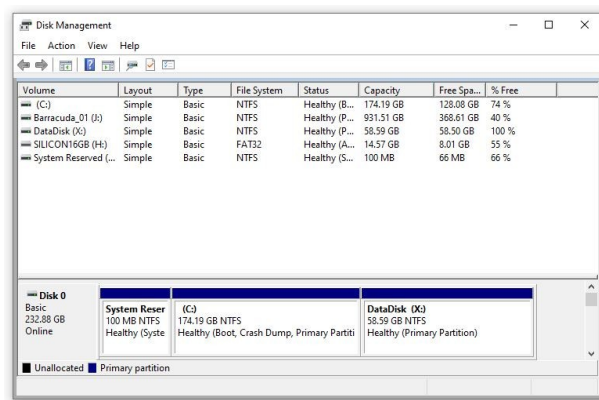 Disk Management
File Action View Help
Volume Layout Type File System Status Capacity Free Spa... % Free
(C:) Simple Basic NTFS Healthy (B... 174.19 GB 128.08 GB 74 %
Barracuda_01 (J:) Simple Basic NTFS Healthy (P... 931.51 GB 368.61 GB 40 %
DataDisk (X:) Simple Basic NTFS Healthy (P... 58.59 GB 58.50 GB 100 %
SILICON16GB (H:) Simple Basic FAT32 Healthy (A... 14.57 GB 8.01 GB 55 %
System Reserved (... Simple Basic NTFS Healthy (S... 100 MB 66 MB 66 %
Disk 0
Basic
232.88 GB
Online
System Reser
100 MB NTFS
Healthy (Syste
(C:)
174.19 GB NTFS
Healthy (Boot, Crash Dump, Primary Partiti
DataDisk (X:)
58.59 GB NTFS
Healthy (Primary Partition)
Unallocated Primary partition